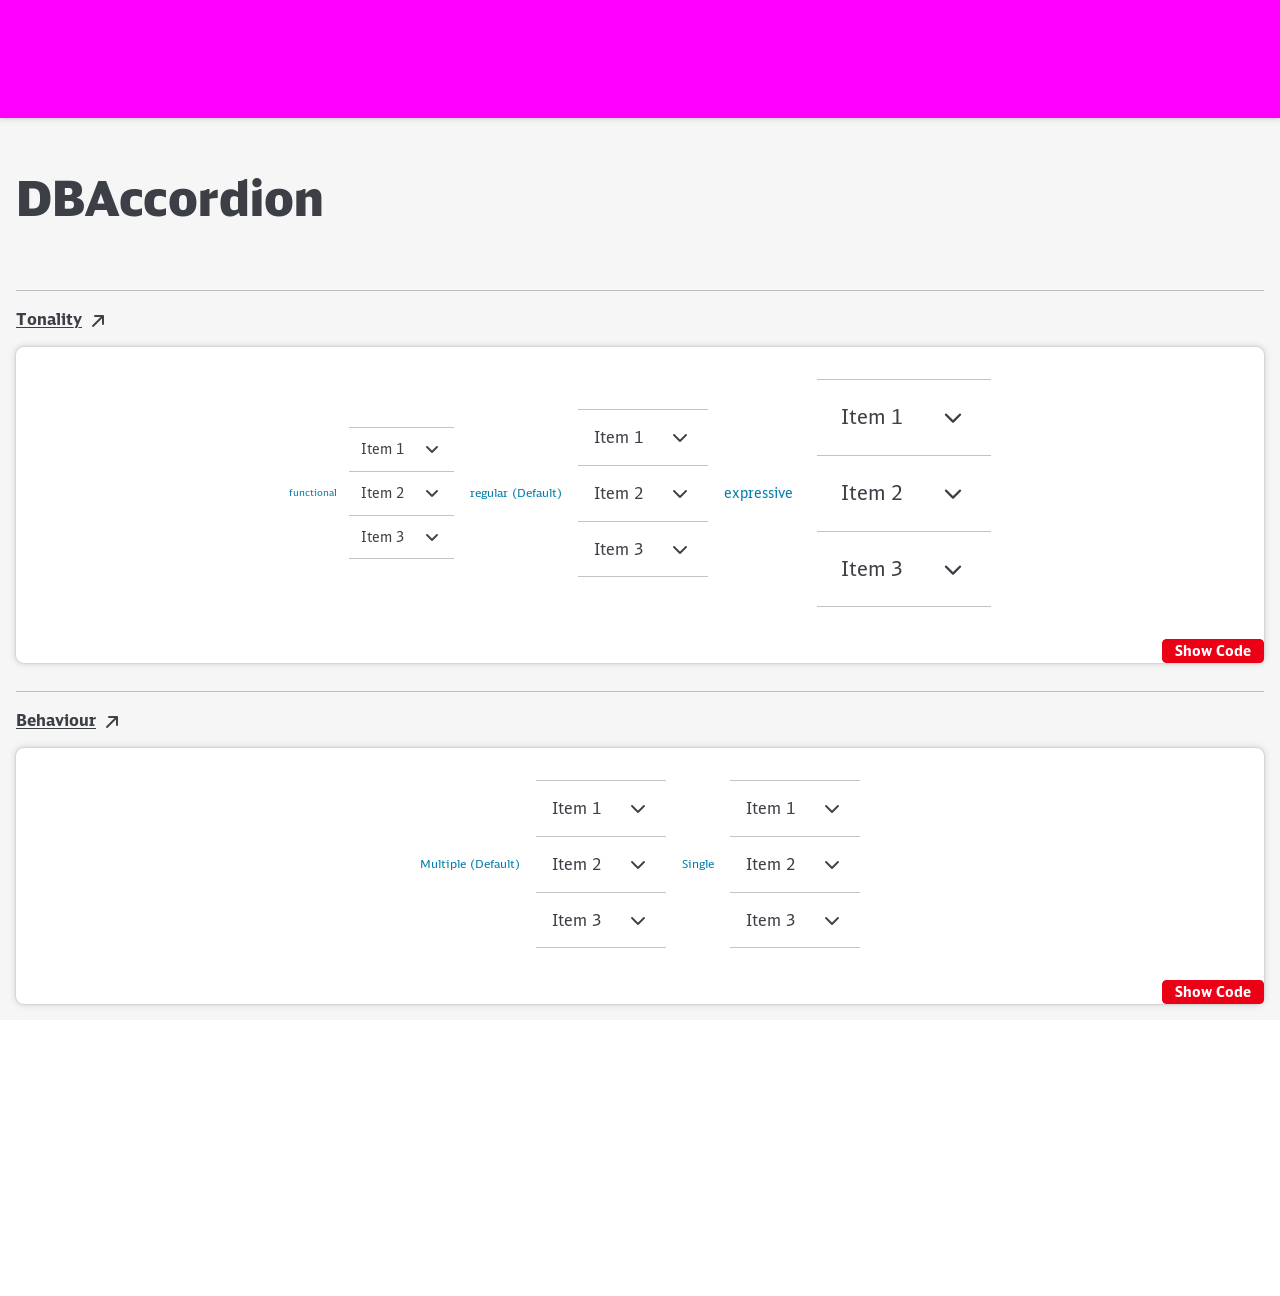 DBAccordion
Tonality
functional
Item 1
Item 2
Item 3
regular (Default)
Item 1
Item 2
Item 3
expressive
Item 1
Item 2
Item 3
Show Code
Behaviour
Multiple (Default)
Item 1
Item 2
Item 3
Single
Item 1
Item 2
Item 3
Show Code